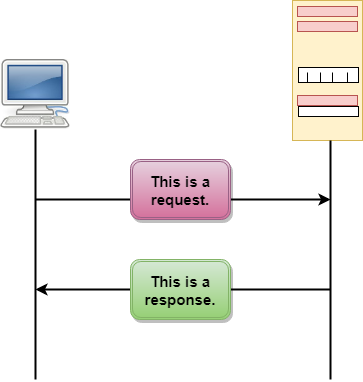 This is a
request.
This is a
response.